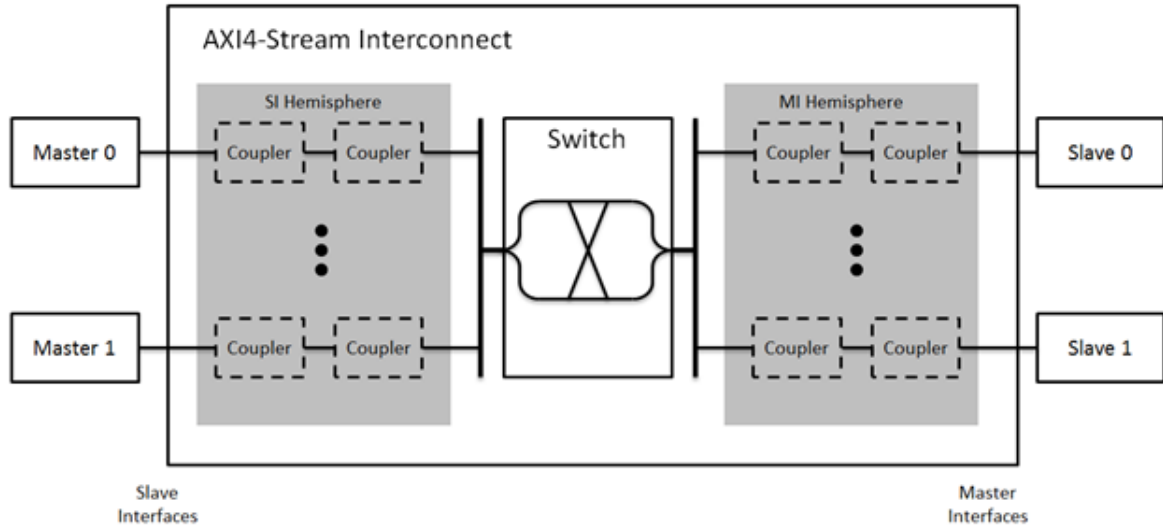 AXI4-Stream Interconnect
SI Hemisphere
MI Hemisphere
Switch
Master 0
Coupler
Coupler
Coupler
Coupler
Slave 0
Master 1
Coupler
Coupler
Coupler
Coupler
Slave 1
Slave
Interfaces
Master
Interfaces